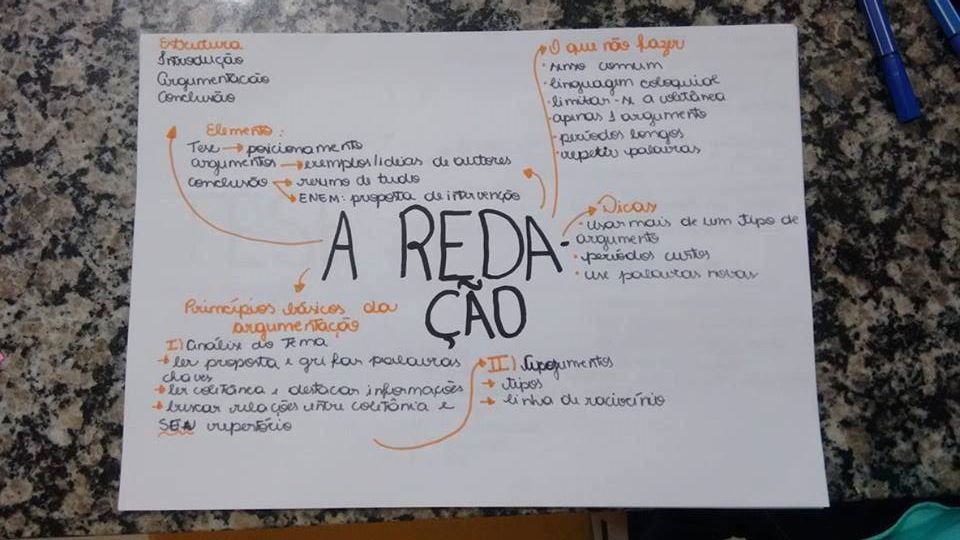 Estrutura
Introdução
Argumentação
Conclusão
Elemento:
Tese → posicionamento
argumentos → exemplos/ideias de autores
conclusão → resumo de tudo
→ ENEM: proposta de intervenção
O que não fazer
· senso comum
· linguagem coloquial
· limitar-se a coletânea
· apenas 1 argumento
· períodos longos
· repetir palavras
Dicas
· usar mais de um tipo de
argumento
· períodos curtos
· use palavras novas
A REDA-
ÇÃO
Princípios básicos da
argumentação
I) Análise do Tema
→ ler proposta e grifar palavras
chaves
→ ler coletânea e destacar informações
→ buscar relações entre coletânia e
SEU repertório
II)
→ tipos
→ linha de raciocínio